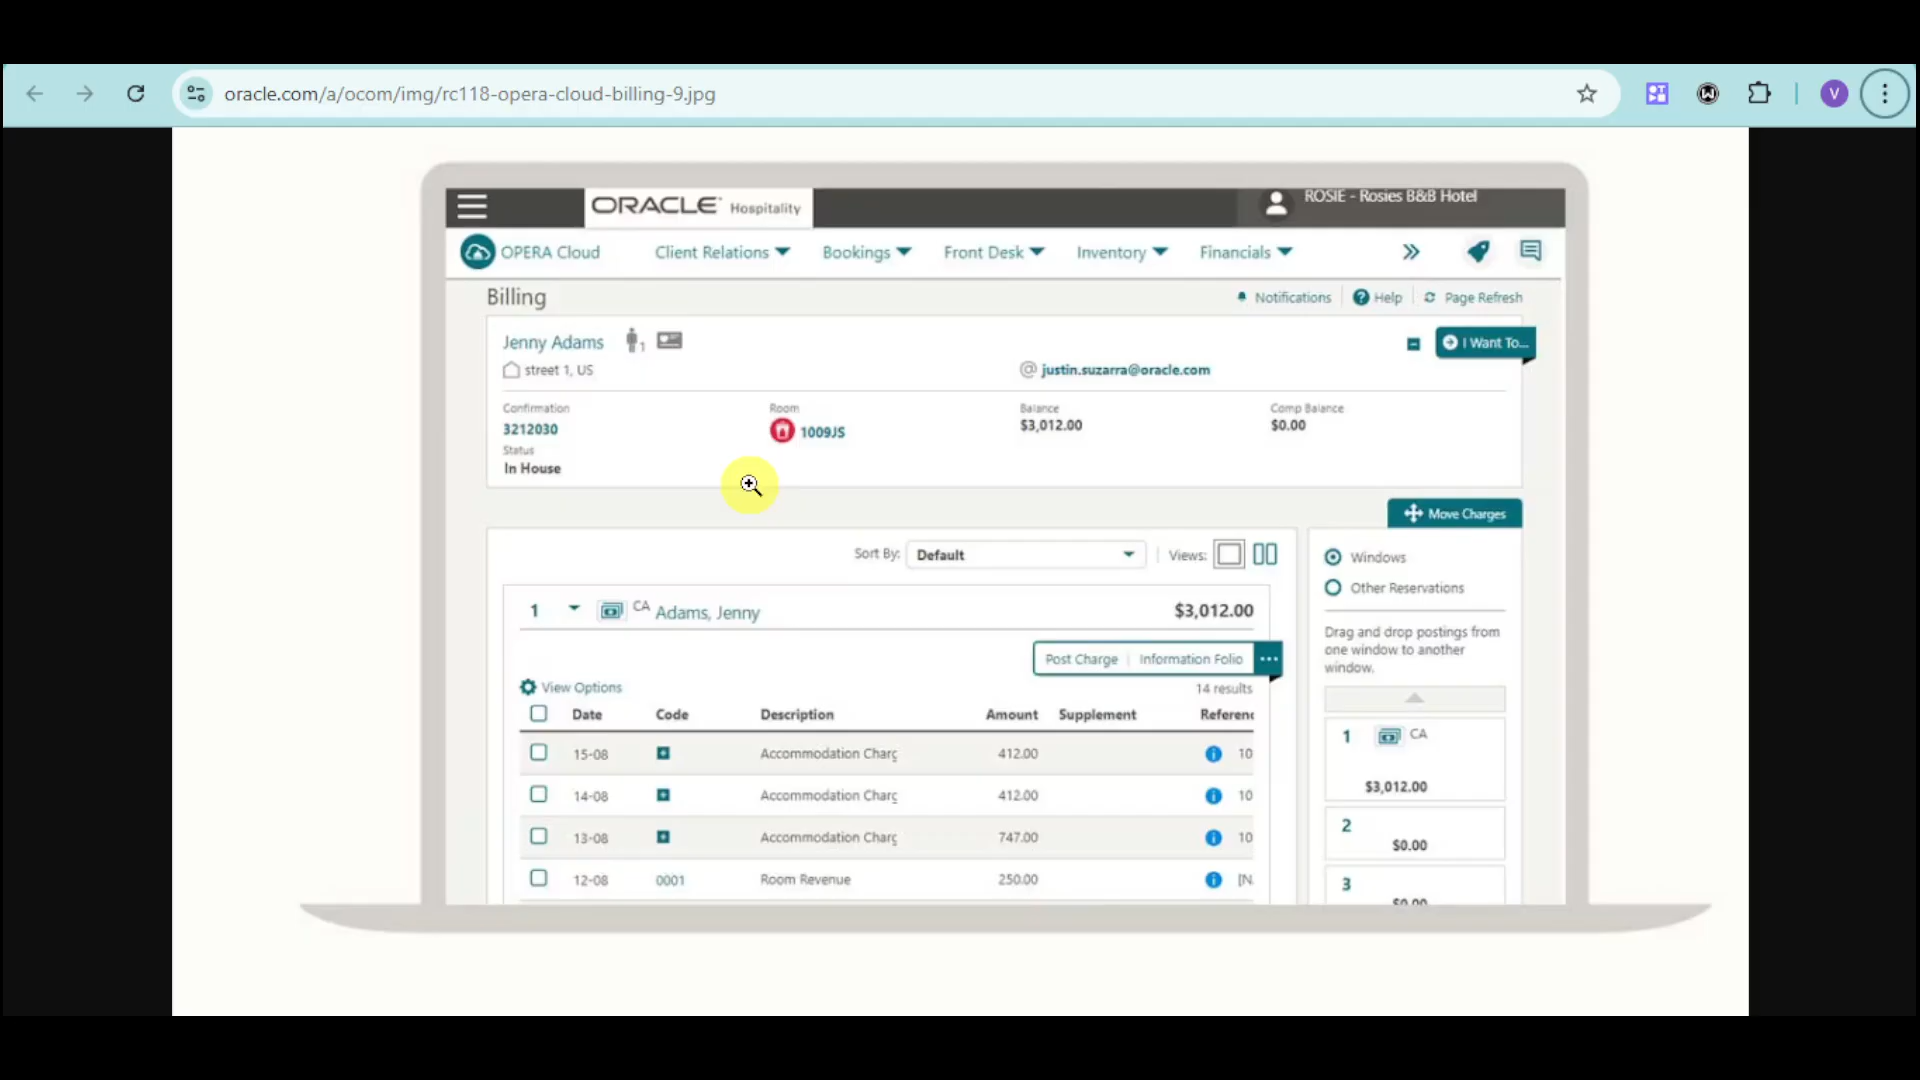 oracle.com/a/ocom/img/rc118-opera-cloud-billing-9.jpg
V
ORACLE Hospitality
ROSIE - Rosies B&B Hotel
OPERA Cloud Client Relations Bookings Front Desk Inventory Financials
Billing
Notifications Help Page Refresh
Jenny Adams 1
I Want To...
street 1, US
@ justin.suzarra@oracle.com
Confirmation Room Balance Comp Balance
3212030 1009JS $3,012.00 $0.00
Status
In House
Move Charges
Sort By: Default Views:
Windows
Other Reservations
1 CA Adams, Jenny $3,012.00
Drag and drop postings from
one window to another
window.
Post Charge Information Folio ...
View Options 14 results
Date Code Description Amount Supplement Referenc
15-08 Accommodation Charg 412.00 10
14-08 Accommodation Charg 412.00 10
13-08 Accommodation Charg 747.00 10
12-08 0001 Room Revenue 250.00 [N
1 CA
$3,012.00
2
$0.00
3
$0.00